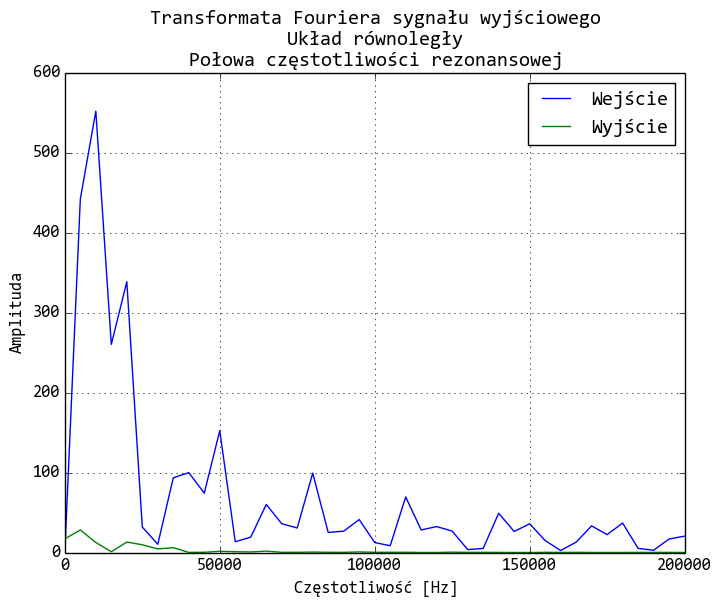 Transformata Fouriera sygnału wyjściowego
Układ równoległy
Połowa częstotliwości rezonansowej
600
500
400
300
200
100
0
Amplituda
Wejście
Wyjście
0 50000 100000 150000 200000
Częstotliwość [Hz]